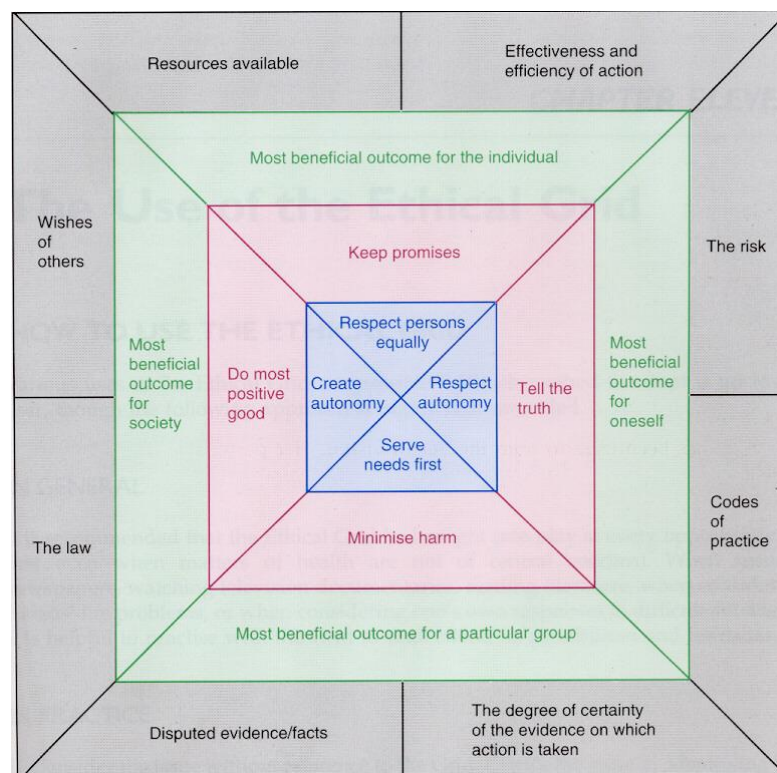 Resources available
Effectiveness and
efficiency of action
Most beneficial outcome for the individual
Wishes
of
others
Keep promises
The risk
Respect persons
equally
Most
beneficial
outcome
for
society
Do most
positive
good
Create
autonomy
Respect
autonomy
Tell the
truth
Most
beneficial
outcome
for
oneself
Serve
needs first
The law
Minimise harm
Codes
of
practice
Most beneficial outcome for a particular group
Disputed evidence/facts
The degree of certainty
of the evidence on which
action is taken